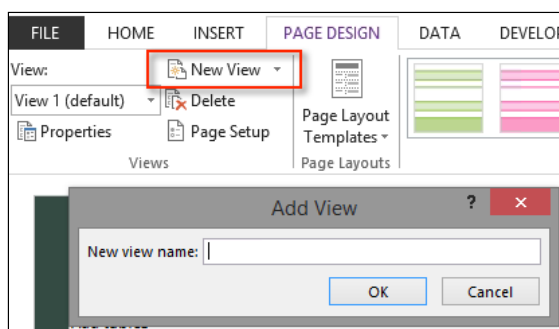 FILE HOME INSERT PAGE DESIGN DATA
View: New View
View 1 (default) Delete
Properties Page Setup
Page Layout
Templates
Views Page Layouts
Add View ? ×
New view name:
OK Cancel